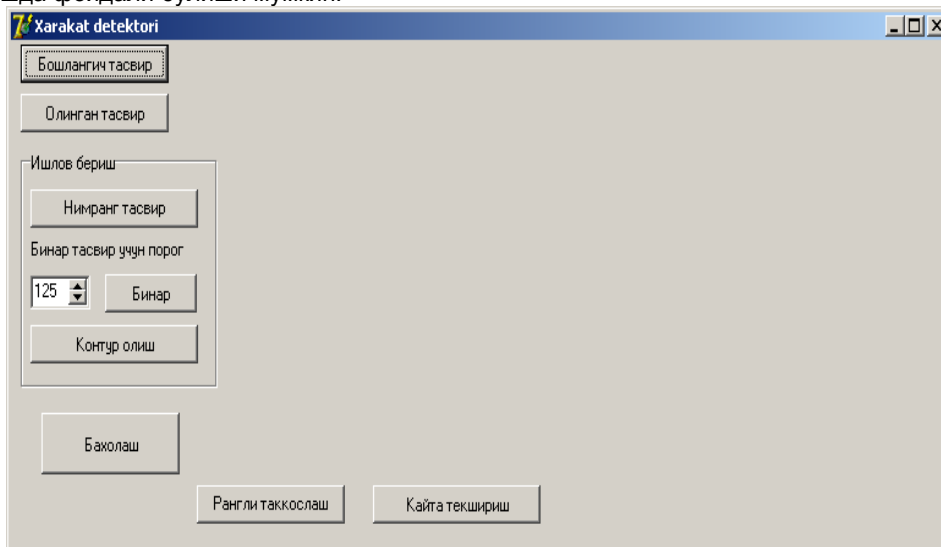 фойдали
Xarakat detektori
Бошлангич тасвир
Олинган тасвир
Ишлов бериш
Нимранг тасвир
Бинар тасвир учун порог
125 Бинар
Контур олиш
Бахолаш
Рангли таккослаш Кайта текшириш